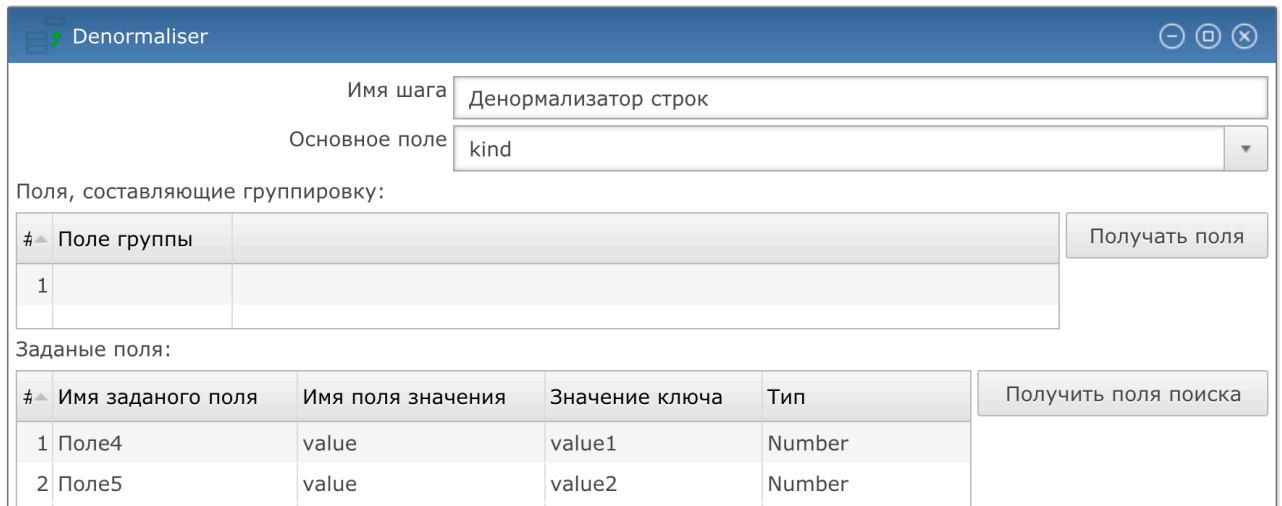 Denormaliser
Имя шага Денормализатор строк
Основное поле kind
Поля, составляющие группировку:
# Поле группы Получать поля
1
Заданые поля:
# Имя заданого поля Имя поля значения Значение ключа Тип Получить поля поиска
1 Поле4 value value1 Number
2 Поле5 value value2 Number